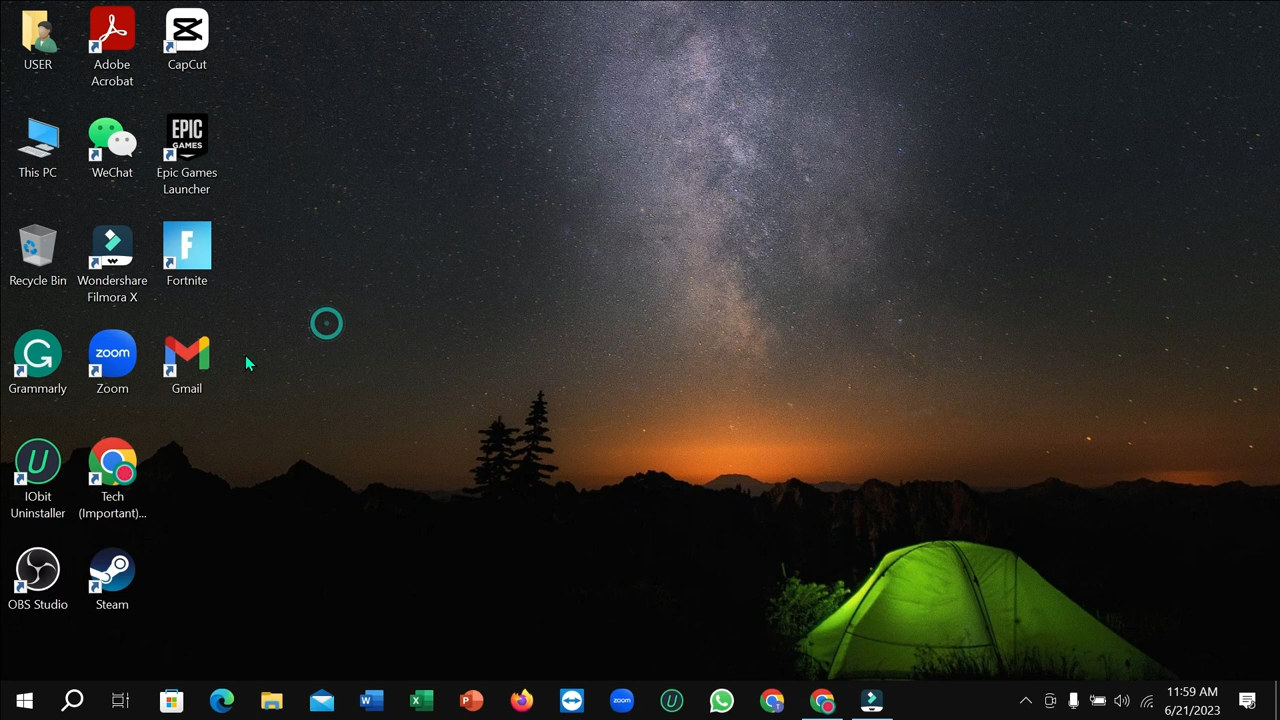 USER
Adobe
Acrobat
CapCut
This PC
WeChat
EPIC
GAMES
Epic Games
Launcher
Recycle Bin
Wondershare
Filmora X
F
Fortnite
G
Grammarly
zoom
Zoom
Gmail
U
IObit
Uninstaller
Tech
(Important)...
OBS Studio
Steam
W
X
P
zoom
U
T
11:59 AM
6/21/2023